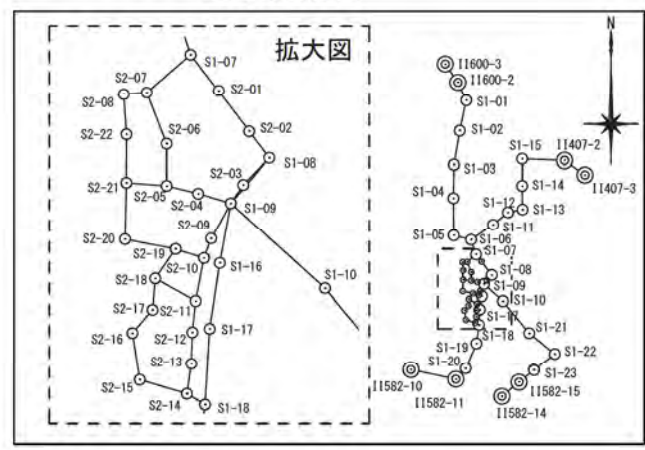 拡大図
S1-07
S2-07
S2-01
S2-08
S2-22
S2-06
S2-02
S1-08
S2-03
S2-21
S2-05
S2-04
S1-09
S2-09
S2-20
S2-19
S2-10
S1-16
S2-18
S1-10
S2-17
S2-11
S2-16
S2-12
S1-17
S2-13
S2-15
S2-14
S1-18
N
II600-3
II600-2
S1-01
S1-02
S1-15
II407-2
S1-03
II407-3
S1-14
S1-04
S1-12
S1-13
S1-11
S1-05
S1-06
S1-07
S1-08
S1-09
S1-10
S1-17
S1-18
S1-21
S1-19
S1-22
S1-20
S1-23
II582-10
II582-11
II582-15
II582-14